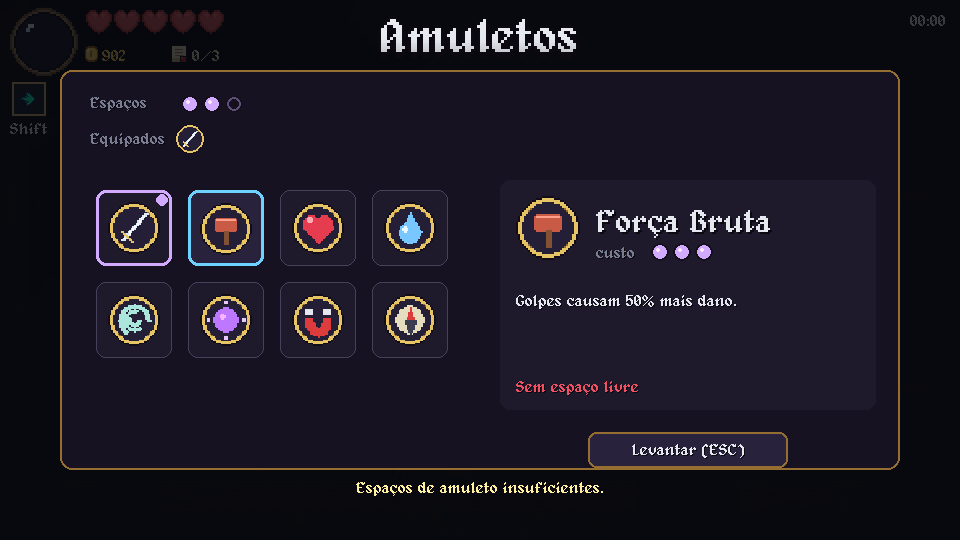 Amuletos
00:00
902
0/3
Espaços
Shift
Equipados
Força Bruta
custo
Golpes causam 50% mais dano.
Sem espaço livre
Levantar (ESC)
Espaços de amuleto insuficientes.